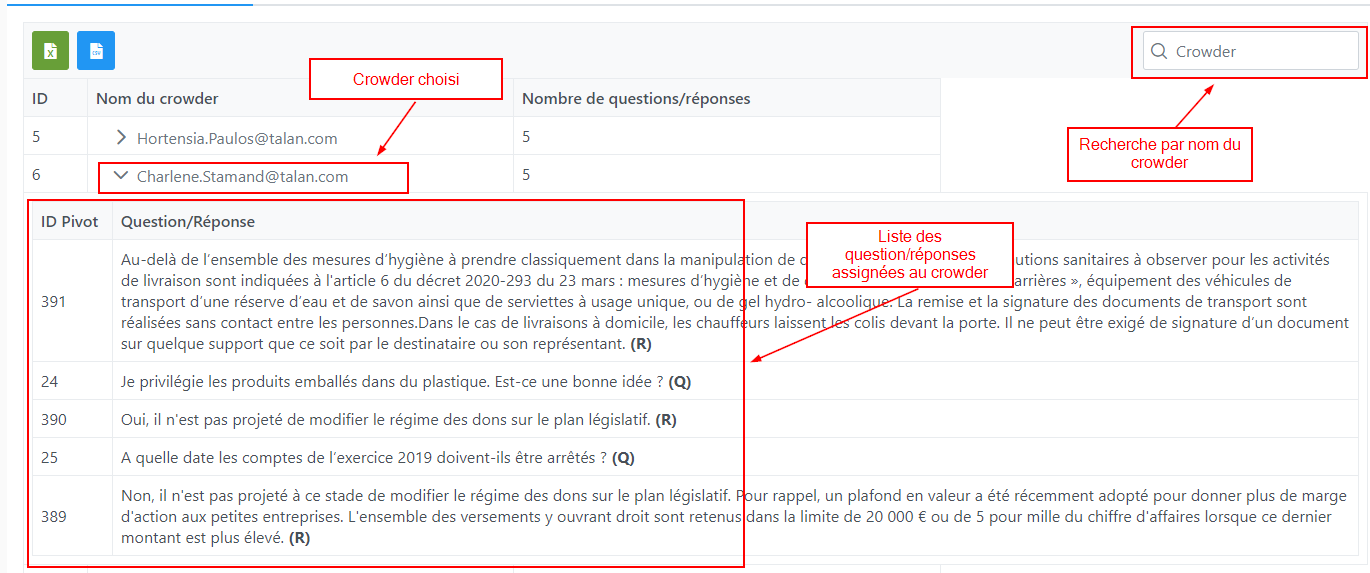 Crowder
Crowder choisi
ID Nom du crowder Nombre de questions/réponses
5 Hortensia.Paulos@talan.com 5
Recherche par nom du
crowder
6 Charlene.Stamand@talan.com 5
ID Pivot Question/Réponse
Liste des
question/réponses
assignées au crowder
391
Au-delà de l’ensemble des mesures d’hygiène à prendre classiquement dans la manipulation de utions sanitaires à observer pour les activités
de livraison sont indiquées à l'article 6 du décret 2020-293 du 23 mars : mesures d’hygiène et de arrières », équipement des véhicules de
transport d’une réserve d’eau et de savon ainsi que de serviettes à usage unique, ou de gel hydro- alcoolique. La remise et la signature des documents de transport sont
réalisées sans contact entre les personnes.Dans le cas de livraisons à domicile, les chauffeurs laissent les colis devant la porte. Il ne peut être exigé de signature d’un document
sur quelque support que ce soit par le destinataire ou son représentant. (R)
24 Je privilégie les produits emballés dans du plastique. Est-ce une bonne idée ? (Q)
390 Oui, il n'est pas projeté de modifier le régime des dons sur le plan législatif. (R)
25 A quelle date les comptes de l’exercice 2019 doivent-ils être arrêtés ? (Q)
389
Non, il n'est pas projeté à ce stade de modifier le régime des dons sur le plan législatif. Pour rappel, un plafond en valeur a été récemment adopté pour donner plus de marge
d'action aux petites entreprises. L'ensemble des versements y ouvrant droit sont retenus dans la limite de 20 000 € ou de 5 pour mille du chiffre d'affaires lorsque ce dernier
montant est plus élevé. (R)